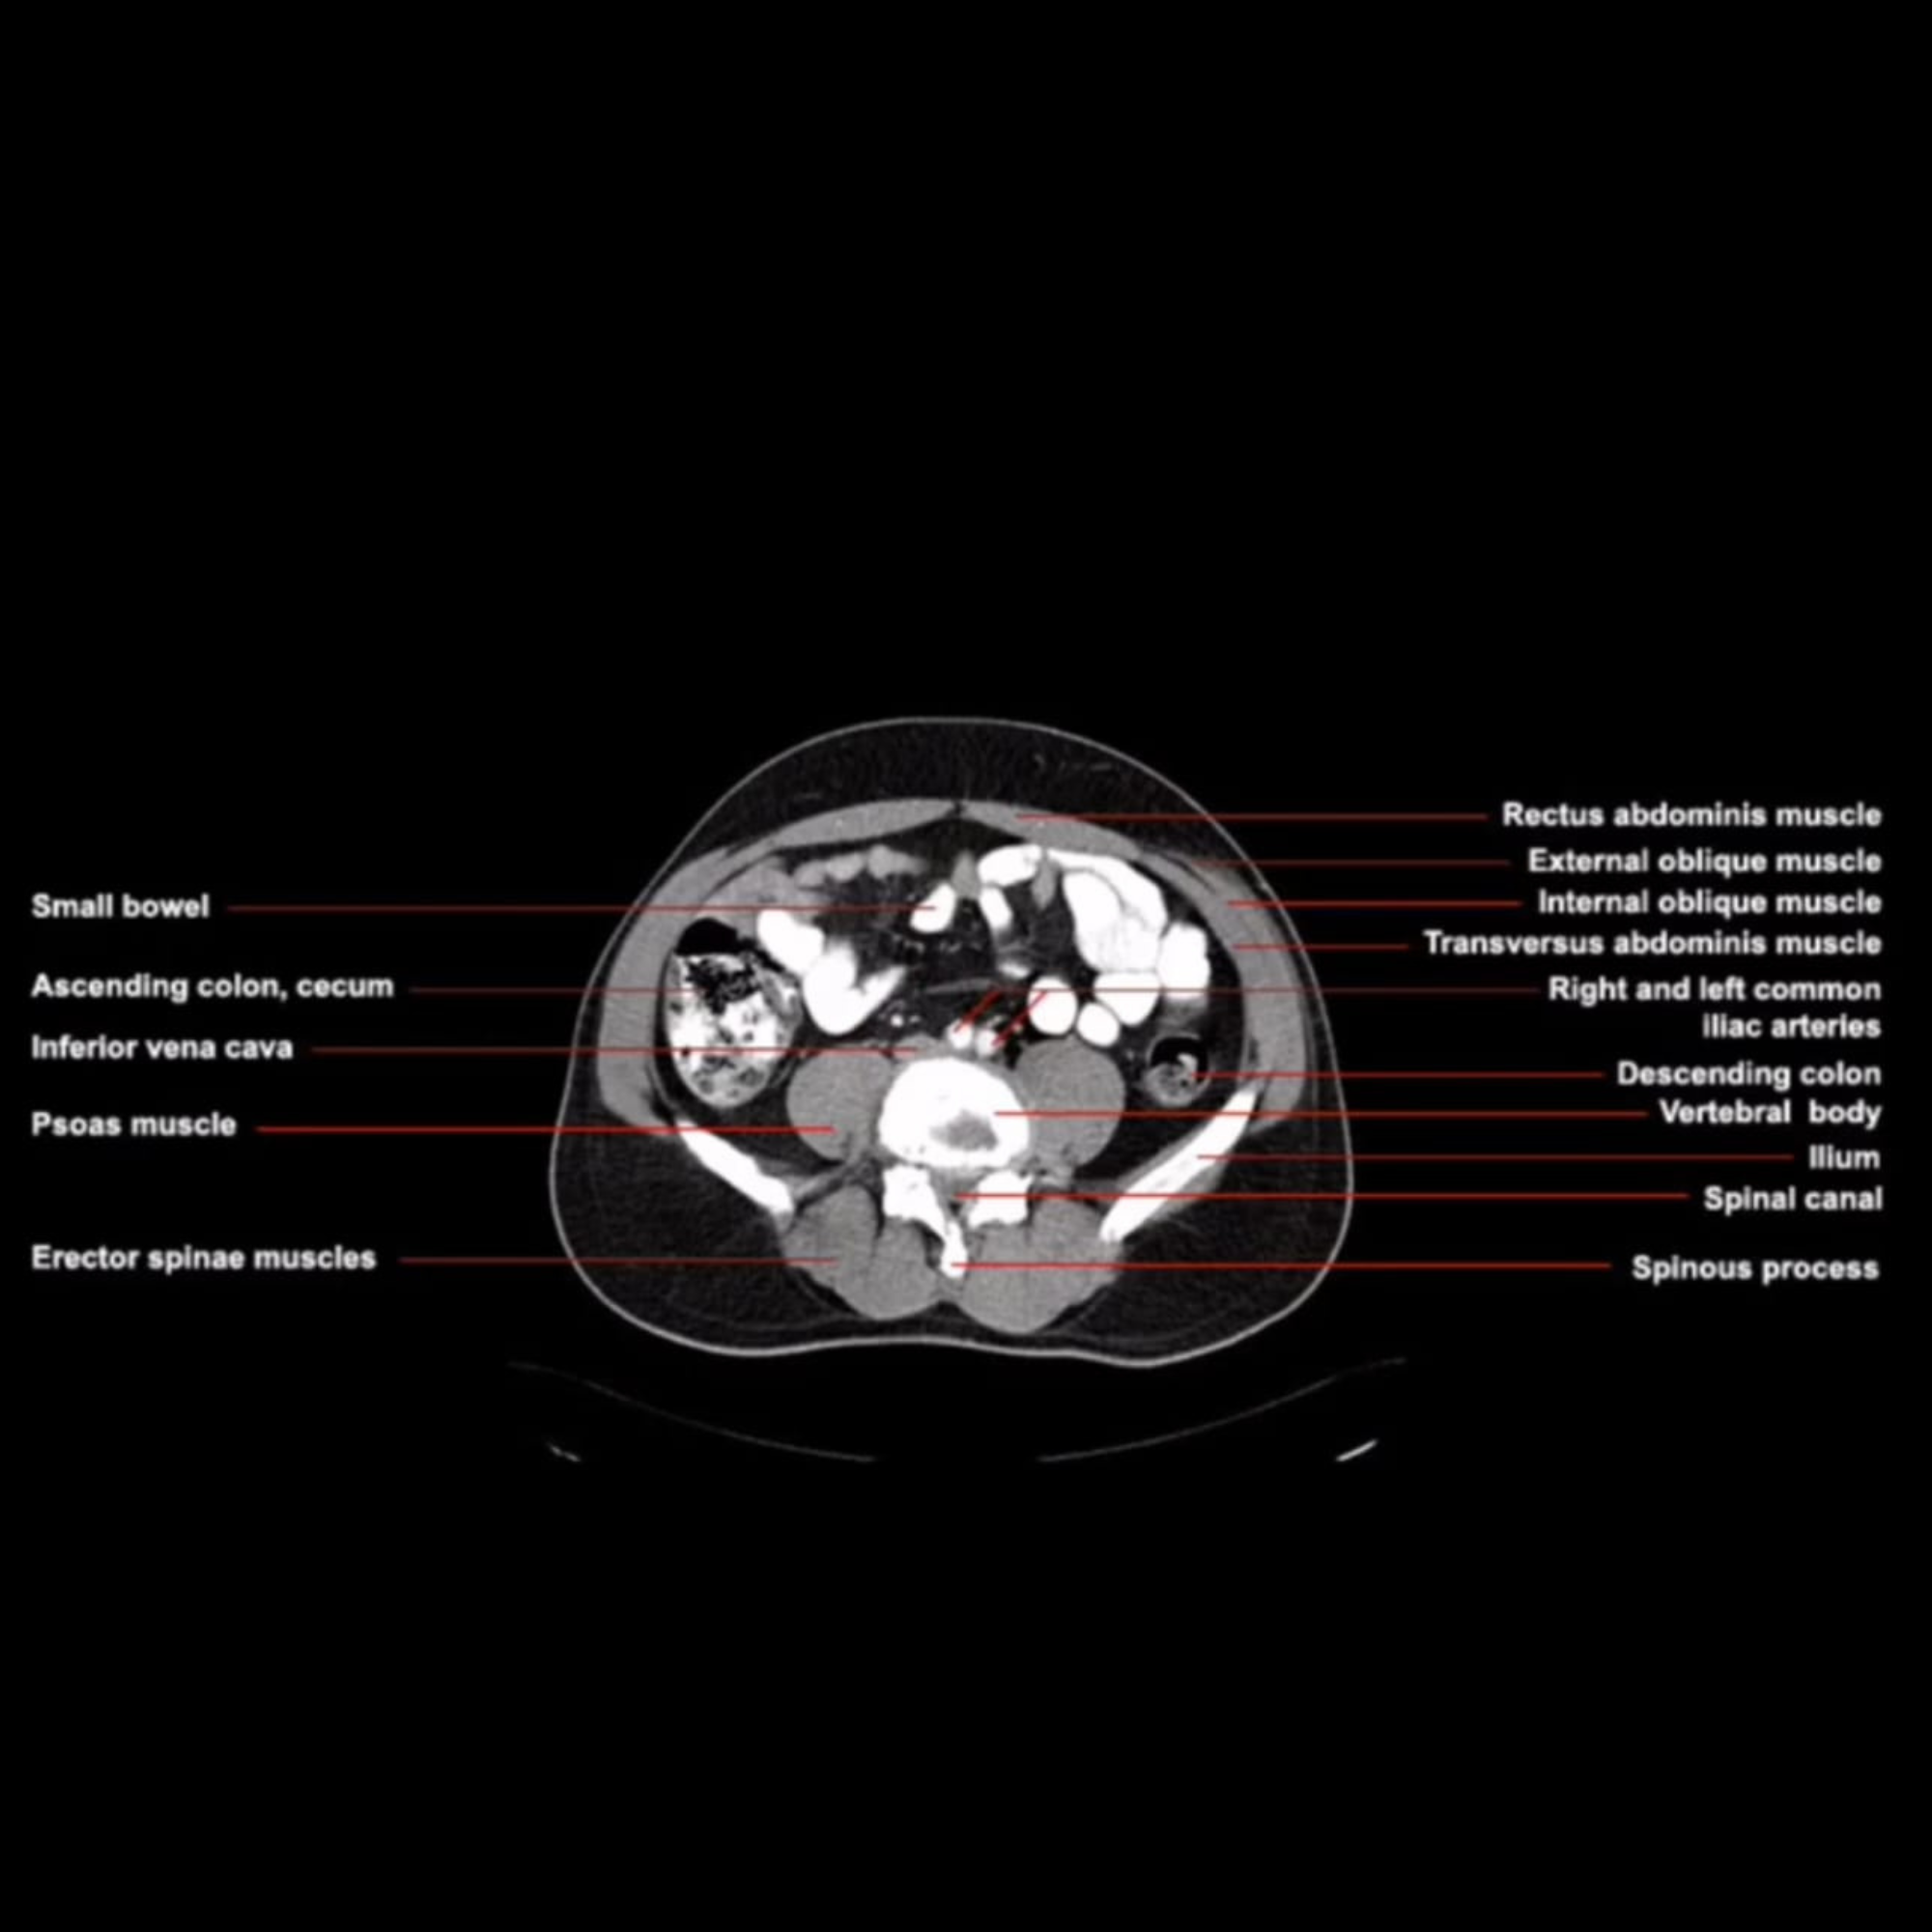 Small bowel
Ascending colon, cecum
Inferior vena cava
Psoas muscle
Erector spinae muscles
Rectus abdominis muscle
External oblique muscle
Internal oblique muscle
Transversus abdominis muscle
Right and left common
iliac arteries
Descending colon
Vertebral body
Ilium
Spinal canal
Spinous process